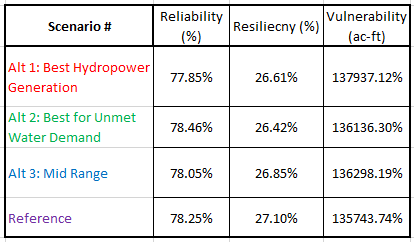 Scenario # Reliability (%) Resiliecny (%) Vulnerability (ac-ft)
Alt 1: Best Hydropower Generation 77.85% 26.61% 137937.12%
Alt 2: Best for Unmet Water Demand 78.46% 26.42% 136136.30%
Alt 3: Mid Range 78.05% 26.85% 136298.19%
Reference 78.25% 27.10% 135743.74%